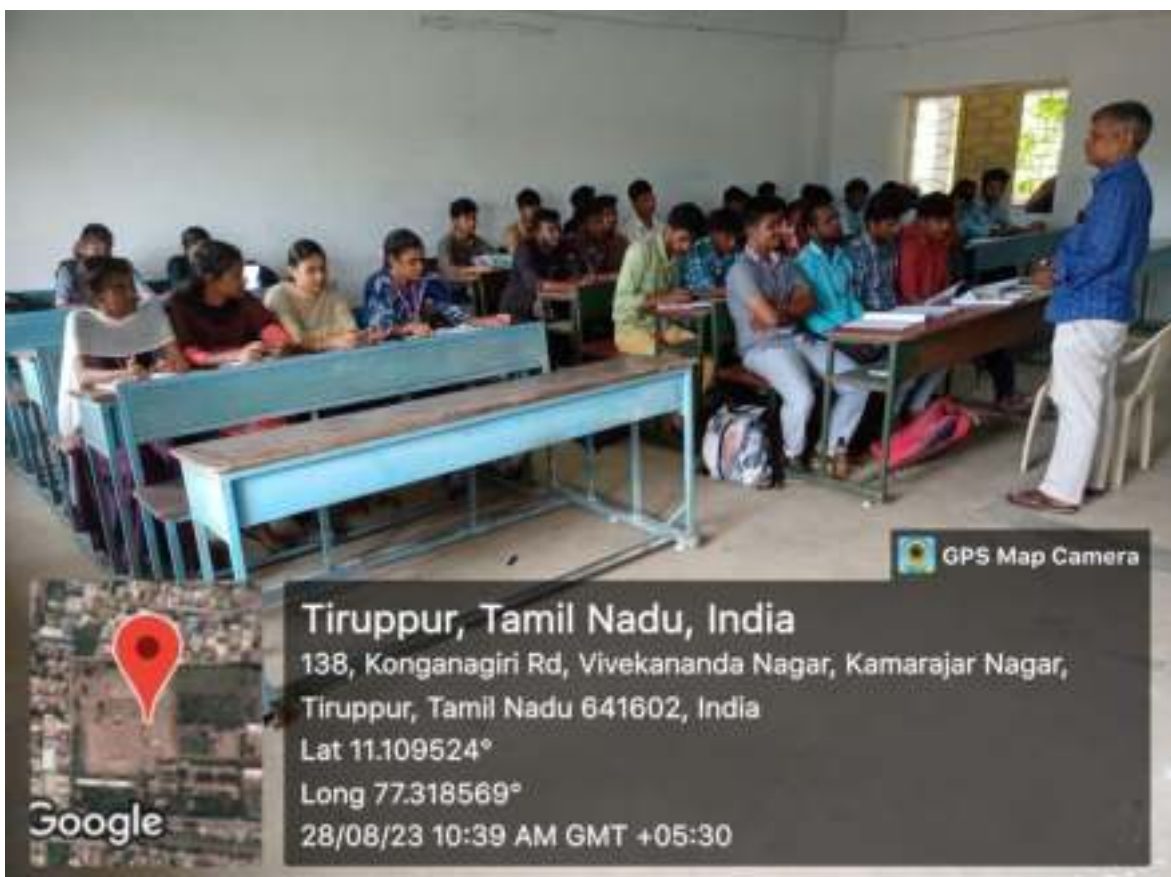 GPS Map Camera
Tiruppur, Tamil Nadu, India
138, Konganagiri Rd, Vivekananda Nagar, Kamarajar Nagar,
Tiruppur, Tamil Nadu 641602, India
Lat 11.109524°
Long 77.318569°
28/08/23 10:39 AM GMT +05:30
Google